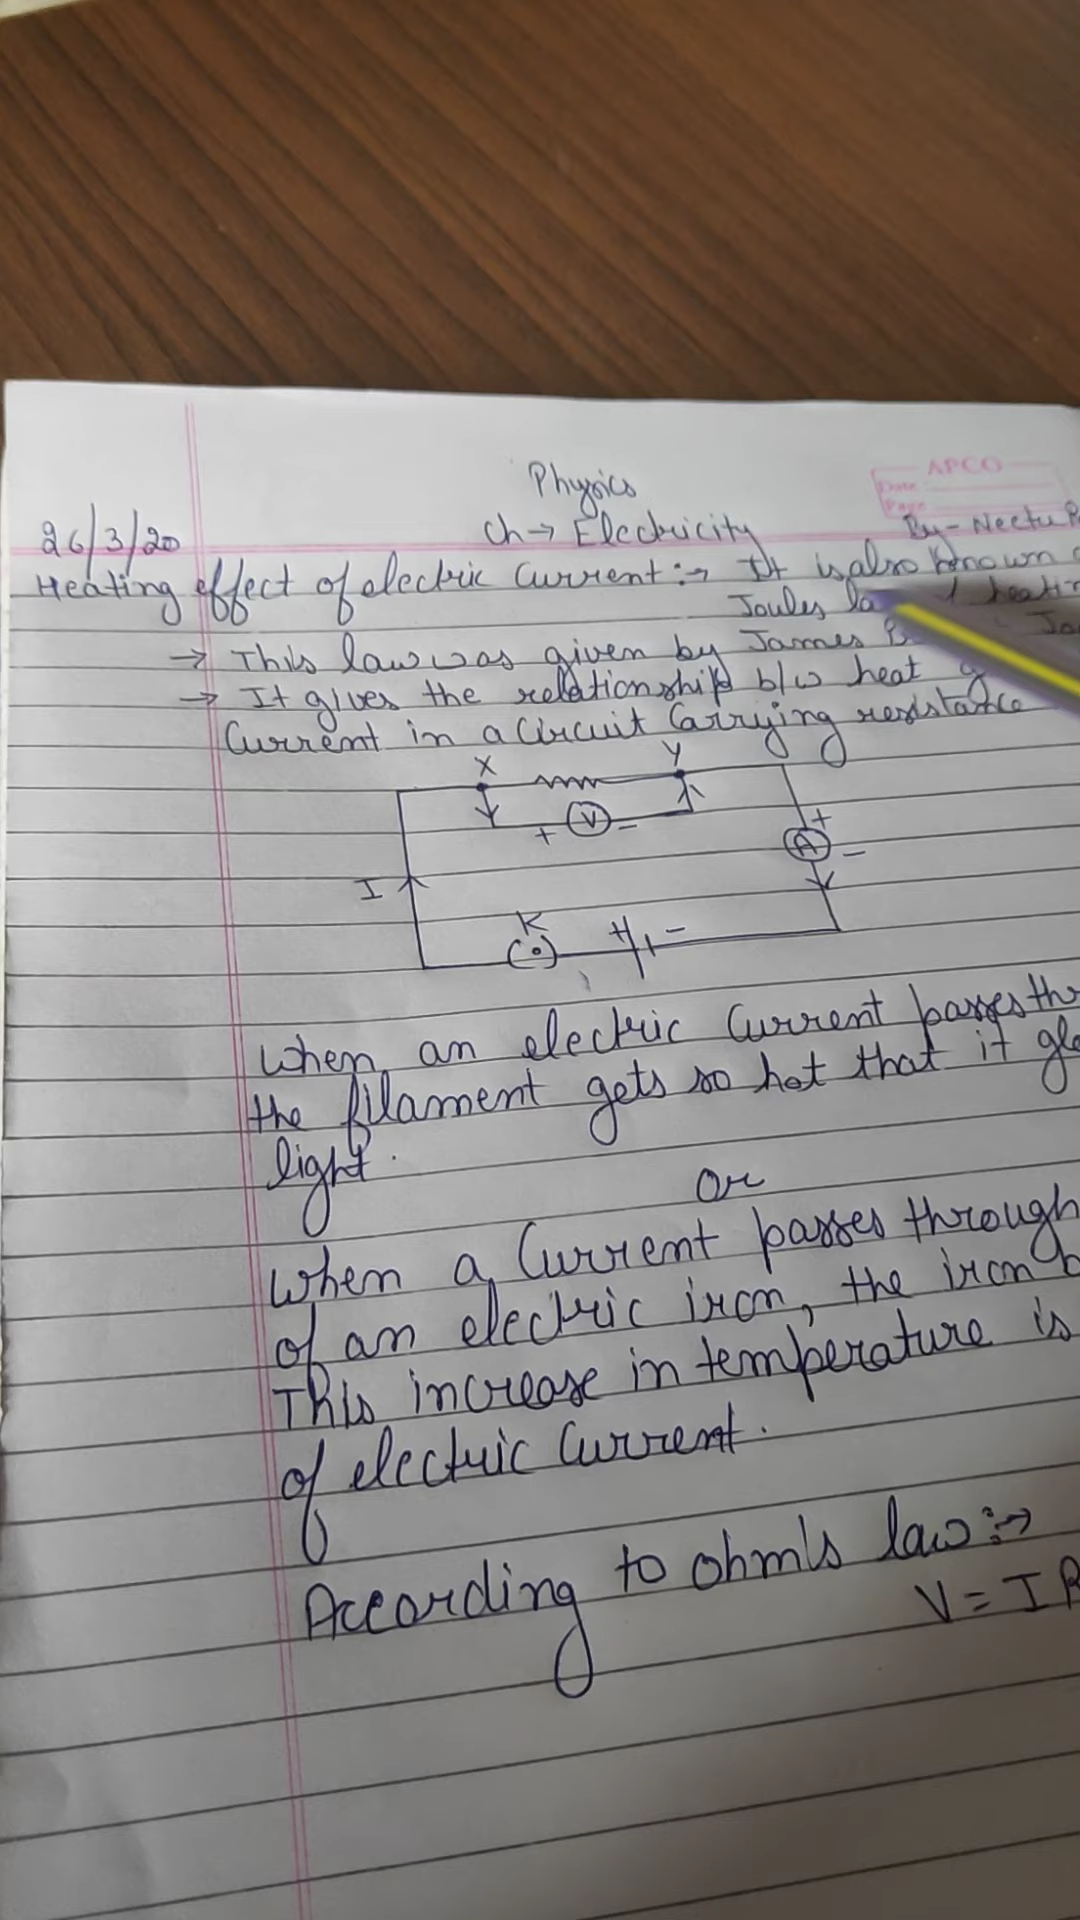 Physics
APCO
Date
Page
26/3/20
Ch → Electricity
By - Neetu
Heating effect of electric Current :→ It is also known
Joules
→ This law was given by James
→ It gives the relationship b/w heat
Current in a Circuit Carrying resistance
X
Y
+ V -
+
A
-
I
K
(•)
+ -
When an electric Current passes
the filament gets so hot that it
light.
Or
When a Current passes through
of an electric iron, the iron
This increase in temperature is
of electric Current.
According to ohm's law :→
V = I R